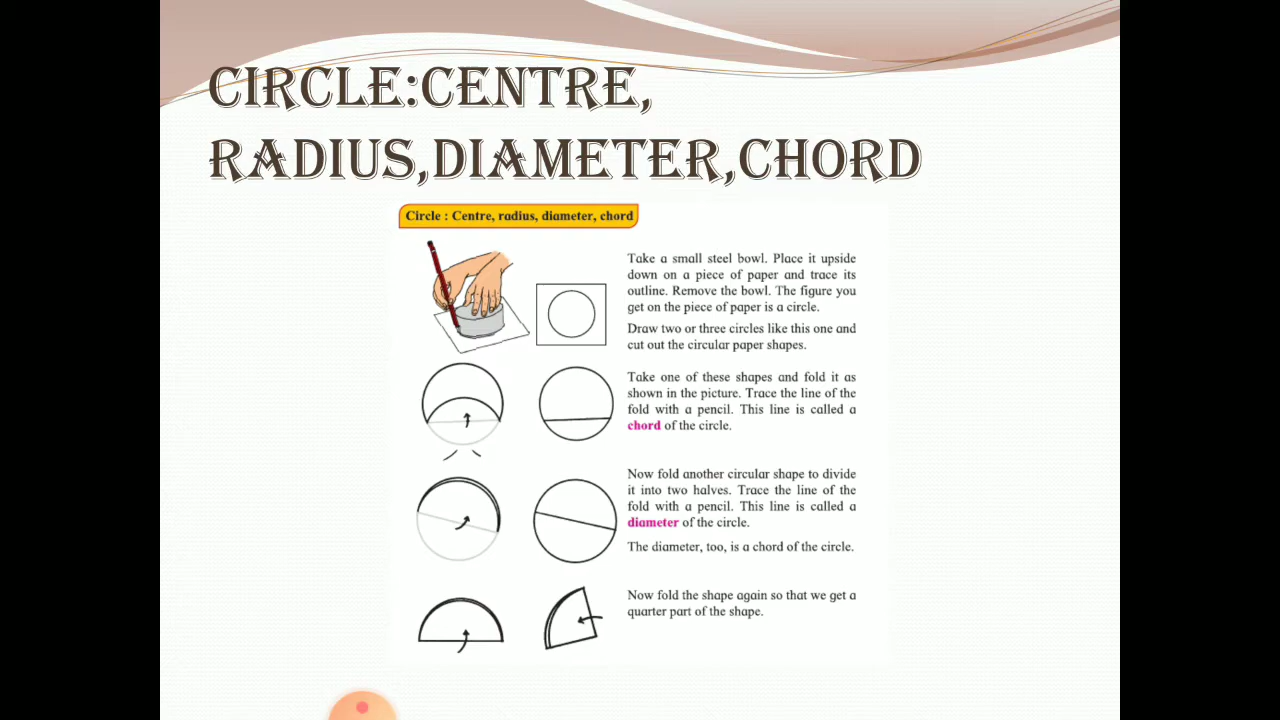 CIRCLE:CENTRE,
RADIUS,DIAMETER,CHORD
Circle : Centre, radius, diameter, chord
Take a small steel bowl. Place it upside
down on a piece of paper and trace its
outline. Remove the bowl. The figure you
get on the piece of paper is a circle.
Draw two or three circles like this one and
cut out the circular paper shapes.
Take one of these shapes and fold it as
shown in the picture. Trace the line of the
fold with a pencil. This line is called a
chord of the circle.
Now fold another circular shape to divide
it into two halves. Trace the line of the
fold with a pencil. This line is called a
diameter of the circle.
The diameter, too, is a chord of the circle.
Now fold the shape again so that we get a
quarter part of the shape.